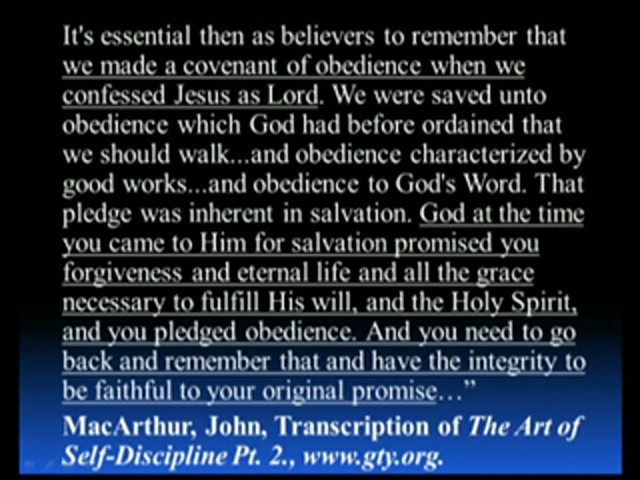 It's essential then as believers to remember that
we made a covenant of obedience when we
confessed Jesus as Lord. We were saved unto
obedience which God had before ordained that
we should walk...and obedience characterized by
good works...and obedience to God's Word. That
pledge was inherent in salvation. God at the time
you came to Him for salvation promised you
forgiveness and eternal life and all the grace
necessary to fulfill His will, and the Holy Spirit,
and you pledged obedience. And you need to go
back and remember that and have the integrity to
be faithful to your original promise…”
MacArthur, John, Transcription of The Art of
Self-Discipline Pt. 2., www.gty.org.